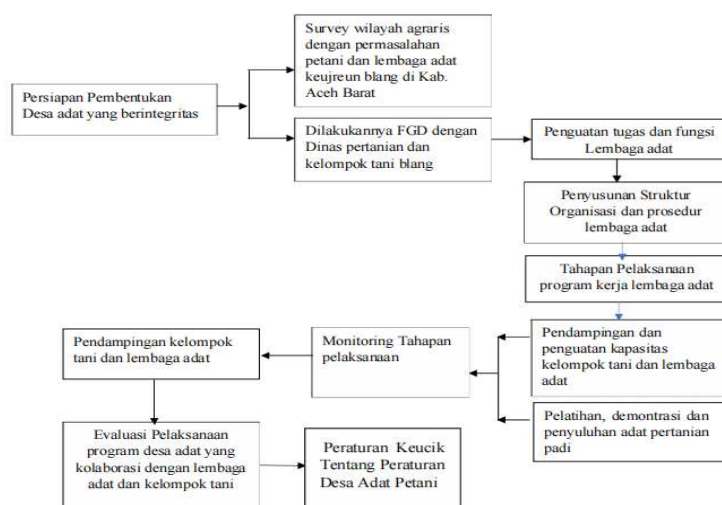 Survey wilayah agraris
dengan permasalahan
petani dan lembaga adat
keujreun blang di Kab.
Aceh Barat
Persiapan Pembentukan
Desa adat yang berintegritas
Dilakukannya FGD dengan
Dinas pertanian dan
kelompok tani blang
Penguatan tugas dan fungsi
Lembaga adat
Penyusunan Struktur
Organisasi dan prosedur
lembaga adat
Tahapan Pelaksanaan
program kerja lembaga adat
Pendampingan dan
penguatan kapasitas
kelompok tani dan lembaga
adat
Pelatihan, demontrasi dan
penyuluhan adat pertanian
padi
Monitoring Tahapan
pelaksanaan
Pendampingan kelompok
tani dan lembaga adat
Evaluasi Pelaksanaan
program desa adat yang
kolaborasi dengan lembaga
adat dan kelompok tani
Peraturan Keucik
Tentang Peraturan
Desa Adat Petani